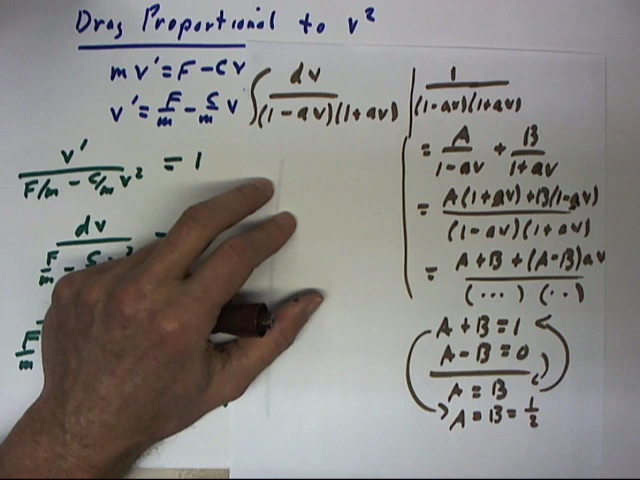 Drag Proportional to v²
mv' = F - cv
v' = F/m - c/m v
v' / (F/m - c/m v²) = 1
dv
∫ dv / ((1-av)(1+av))
1 / ((1-av)(1+av))
= A/(1-av) + B/(1+av)
= (A(1+av)+B(1-av)) / ((1-av)(1+av))
= (A+B+(A-B)av) / ((...)(..))
A+B=1
A-B=0
A=B
A=B=1/2